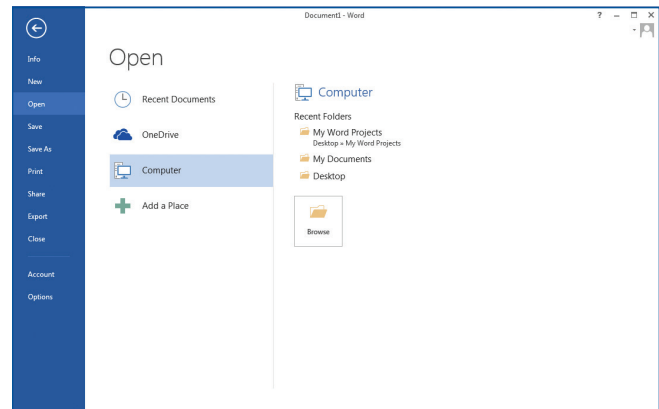 Document1 - Word
?
Info
New
Open
Save
Save As
Print
Share
Export
Close
Account
Options
Open
Recent Documents
OneDrive
Computer
Add a Place
Computer
Recent Folders
My Word Projects
Desktop » My Word Projects
My Documents
Desktop
Browse